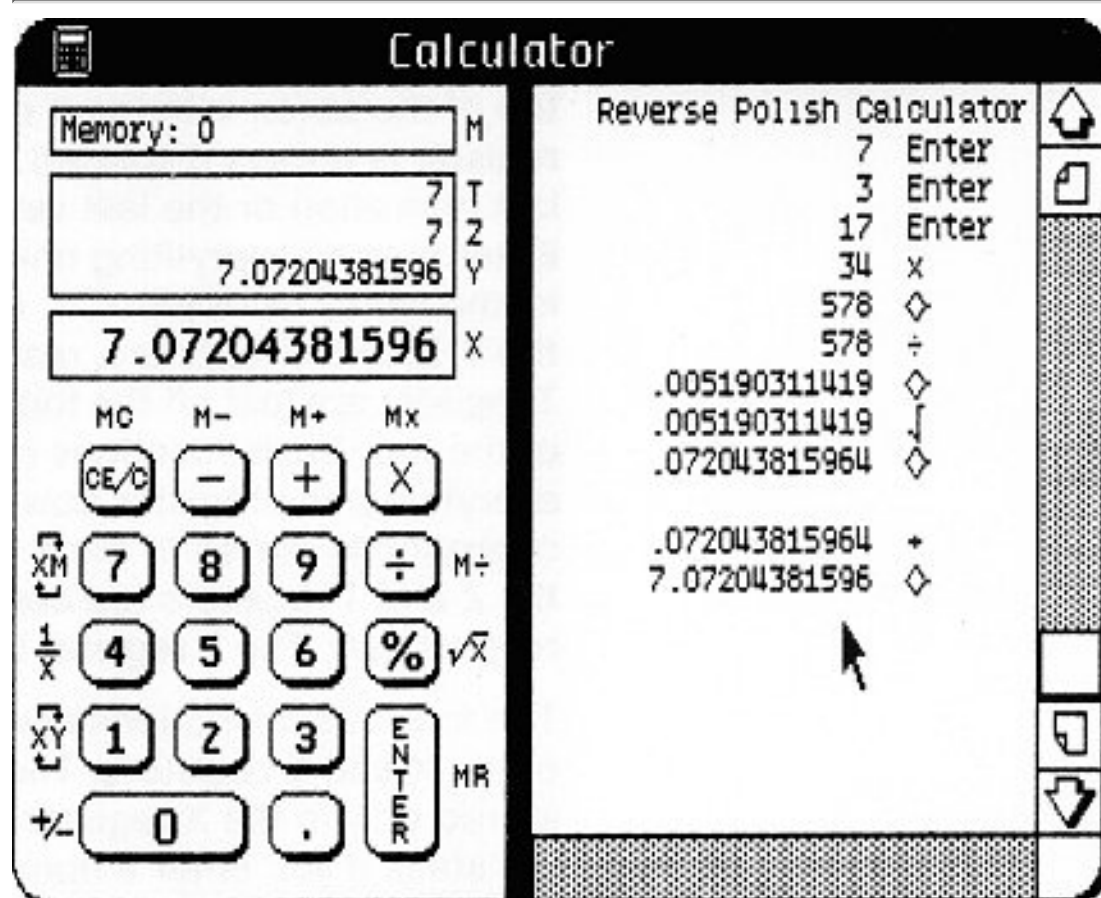 Calculator
Memory: 0 M
7 T
7 Z
7.07204381596 Y
7.07204381596 X
MC M- M+ Mx
CE/C − + X
XM 7 8 9 ÷ M÷
1/X 4 5 6 % √X
XY 1 2 3 ENTER MR
+/- 0 .
Reverse Polish Calculator
7 Enter
3 Enter
17 Enter
34 x
578 ◇
578 ÷
.005190311419 ◇
.005190311419 ∫
.072043815964 ◇
.072043815964 +
7.07204381596 ◇